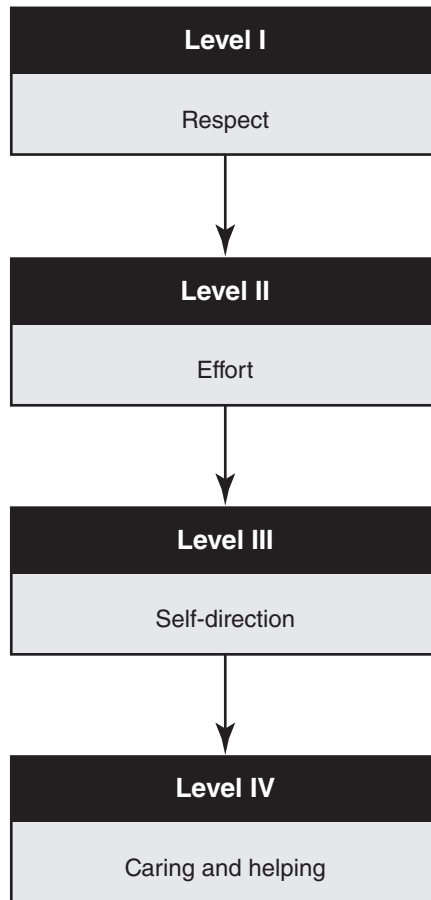 Level I
Respect
Level II
Effort
Level III
Self-direction
Level IV
Caring and helping